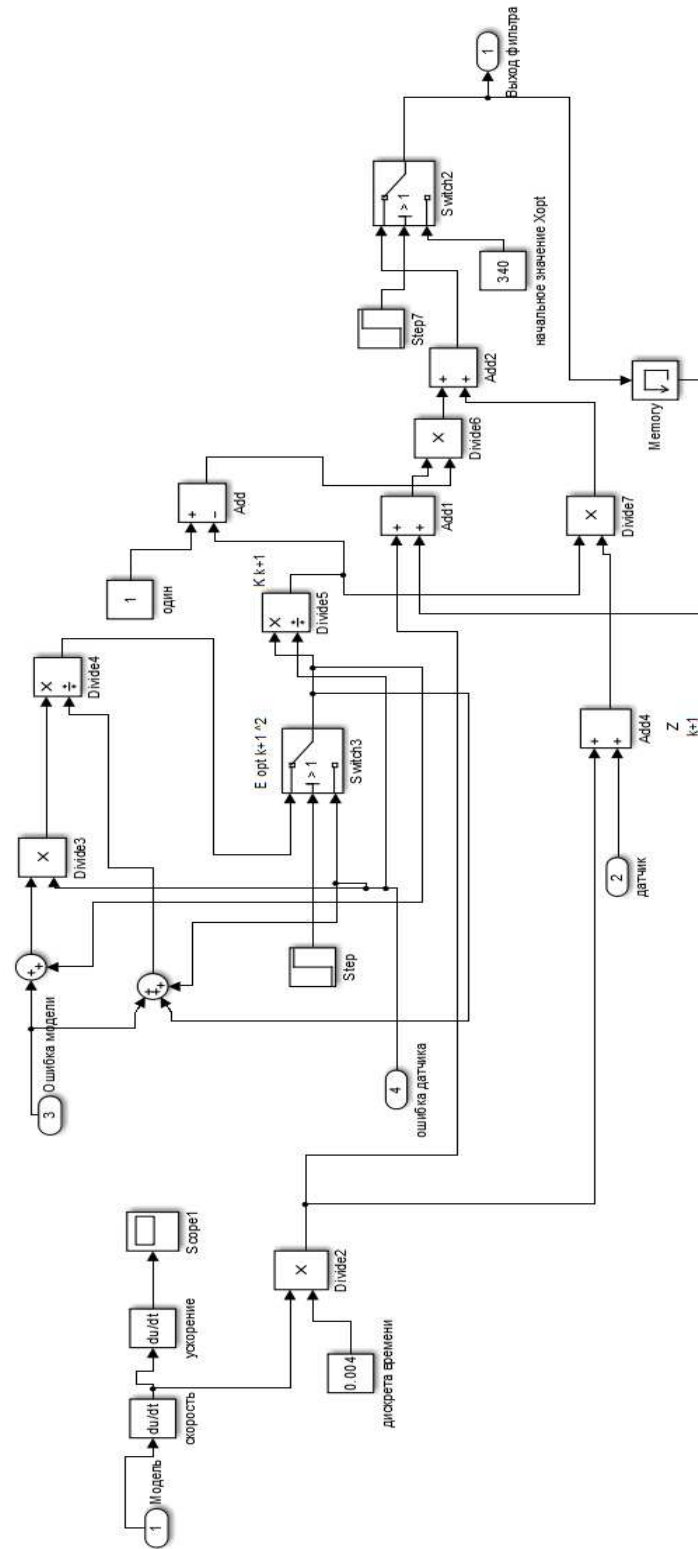 1
Модель
du/dt
скорость
du/dt
ускорение
Scope1
0.004
дискрета времени
X
Divide2
3
Ошибка модели
4
ошибка датчика
+
+
+
+
+
X
Divide3
X
÷
Divide4
Step
E opt k+1 ^2
> 1
Switch3
K k+1
X
÷
Divide5
1
один
+
−
Add
+
+
Add1
X
Divide6
+
+
Add2
Step7
> 1
Switch2
340
начальное значение Xopt
1
Выход фильтра
2
датчик
+
+
Add4
Z
k+1
X
Divide7
Memory